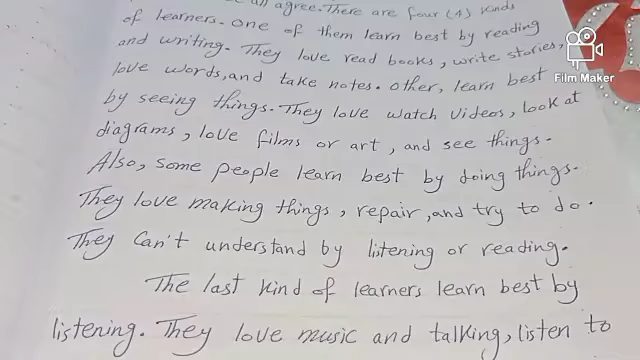 all agree. There are four (4) kinds
of learners. One of them learn best by reading
and writing. They love read books, write stories,
love words, and take notes. Other, learn best
by seeing things. They love watch videos, look at
diagrams, love films or art, and see things.
Also, some people learn best by doing things.
They love making things, repair, and try to do.
They can't understand by listening or reading.
The last kind of learners learn best by
listening. They love music and talking, listen to
Film Maker